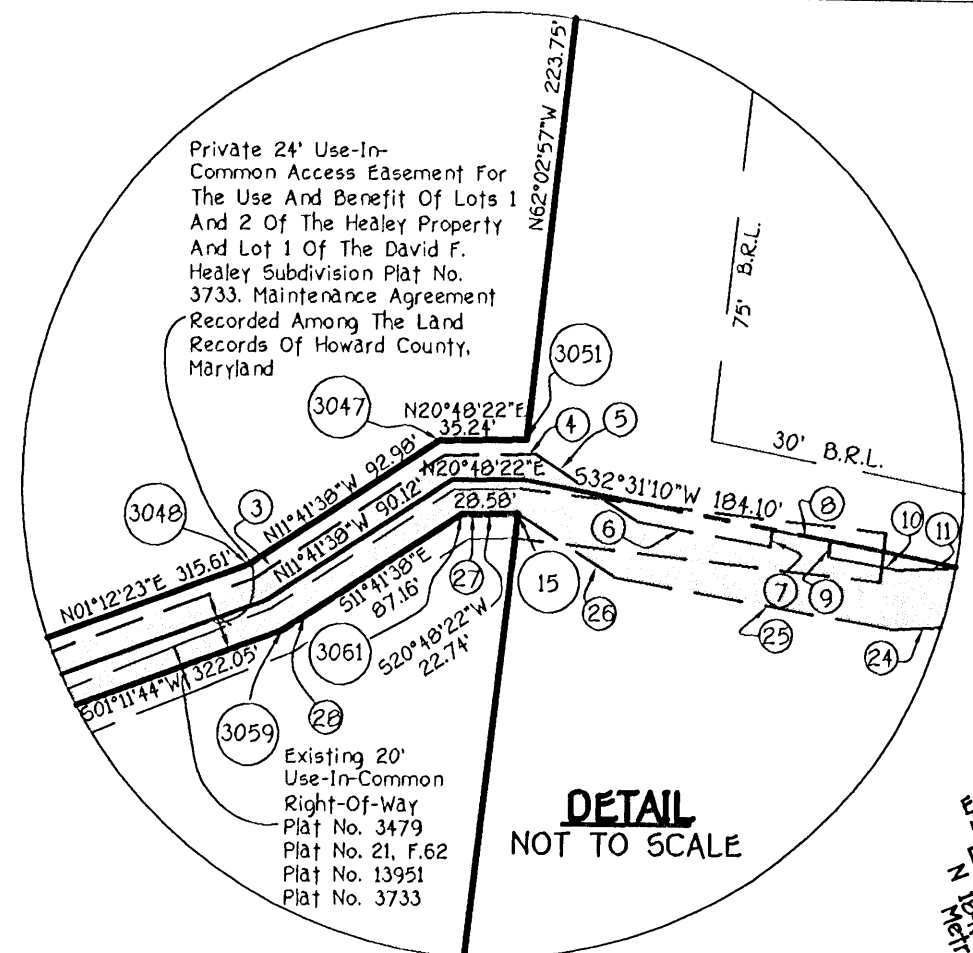 N62°02'57"W 223.75'
Private 24' Use-In-
Common Access Easement For
The Use And Benefit Of Lots 1
And 2 Of The Healey Property
And Lot 1 Of The David F.
Healey Subdivision Plat No.
3733. Maintenance Agreement
Recorded Among The Land
Records Of Howard County,
Maryland
75' B.R.L.
30' B.R.L.
3051
3047
N20°48'22"E
35.24'
4
5
N11°41'38"W 92.98'
N20°48'22"E
28.58'
S32°31'10"W 184.10'
3048
3
N11°41'38"W 90.12'
6
8
10
11
7
9
N01°12'23"E 315.61'
S11°41'38"E
87.16'
27
15
26
25
24
S20°48'22"W
22.74'
3061
S01°11'44"W 322.05'
3059
28
Existing 20'
Use-In-Common
Right-Of-Way
Plat No. 3479
Plat No. 21, F.62
Plat No. 13951
Plat No. 3733
DETAIL
NOT TO SCALE